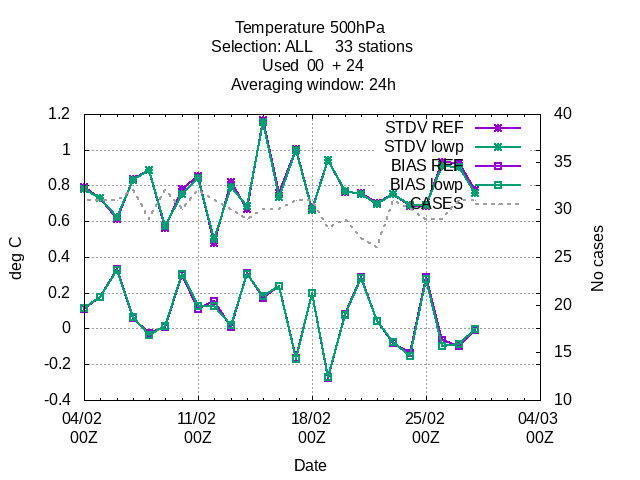 Temperature 500hPa
Selection: ALL 33 stations
Used 00 + 24
Averaging window: 24h
1.2
1
0.8
0.6
0.4
0.2
0
-0.2
-0.4
deg C
40
35
30
25
20
15
10
No cases
STDV REF
STDV lowp
BIAS REF
BIAS lowp
CASES
04/02
00Z
11/02
00Z
18/02
00Z
25/02
00Z
04/03
00Z
Date